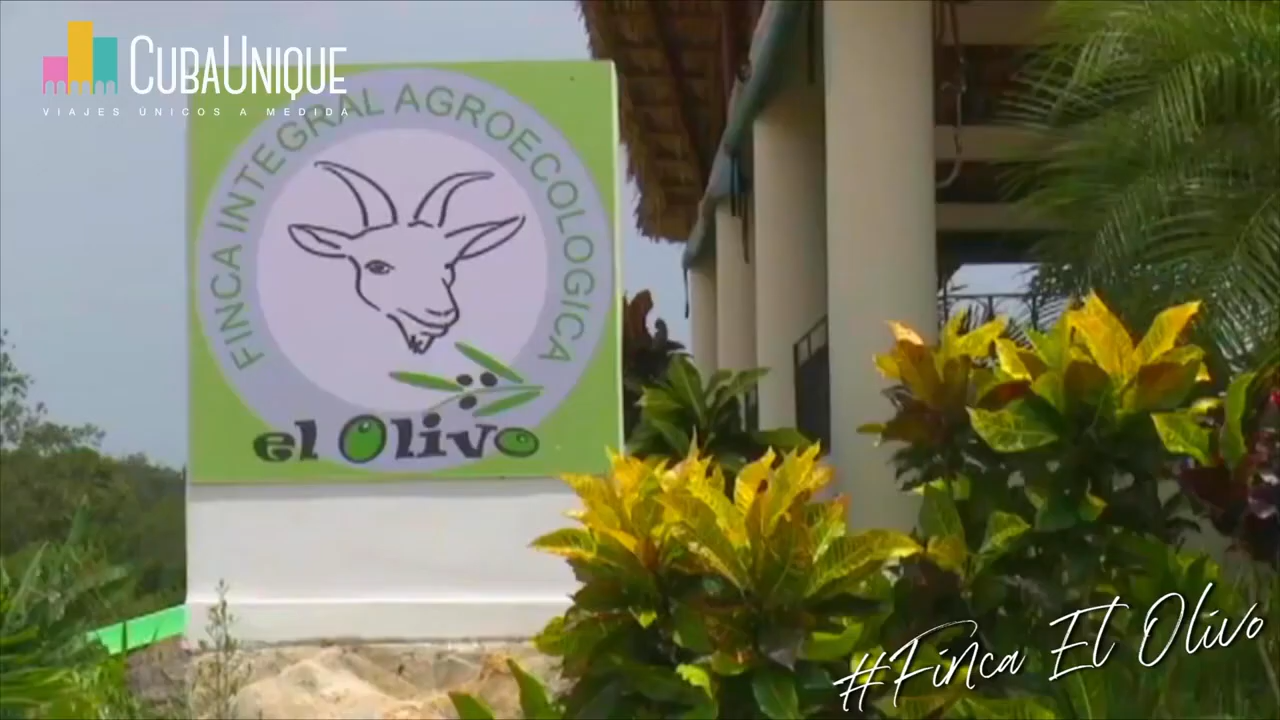 CUBAUNIQUE
VIAJES ÚNICOS A MEDIDA
FINCA INTEGRAL AGROECOLOGICA
el Olivo
#Finca El Olivo